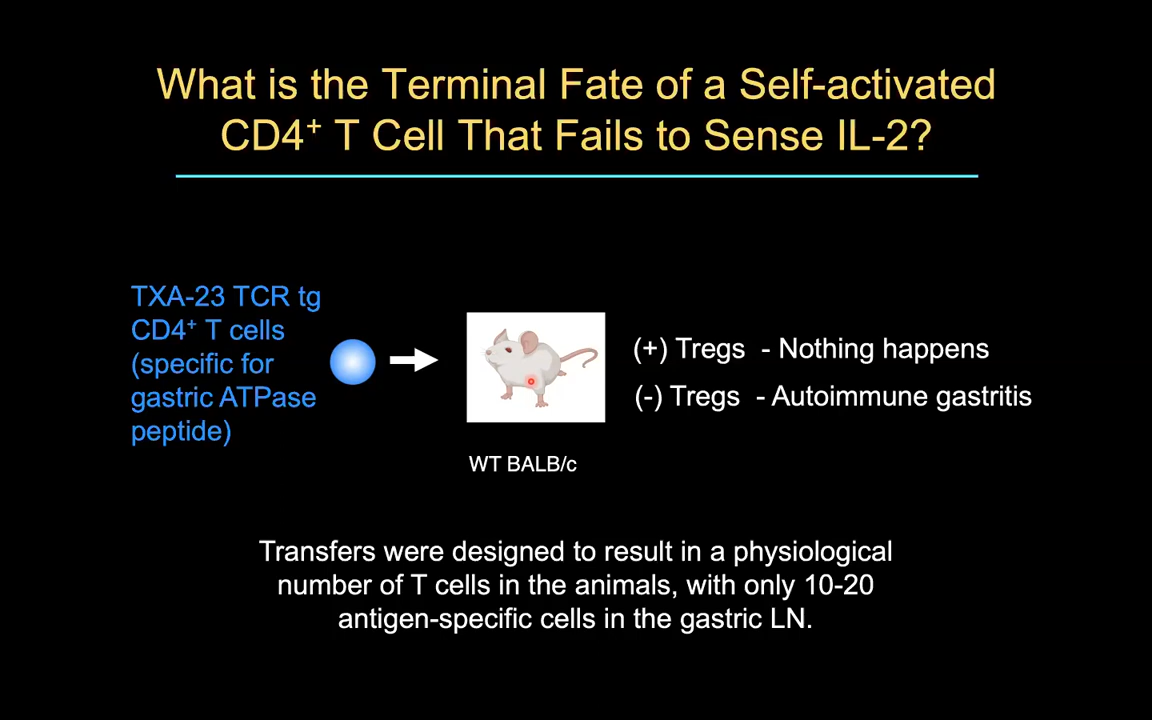 What is the Terminal Fate of a Self-activated
CD4⁺ T Cell That Fails to Sense IL-2?
TXA-23 TCR tg
CD4⁺ T cells
(specific for
gastric ATPase
peptide)
(+) Tregs - Nothing happens
(-) Tregs - Autoimmune gastritis
WT BALB/c
Transfers were designed to result in a physiological
number of T cells in the animals, with only 10-20
antigen-specific cells in the gastric LN.